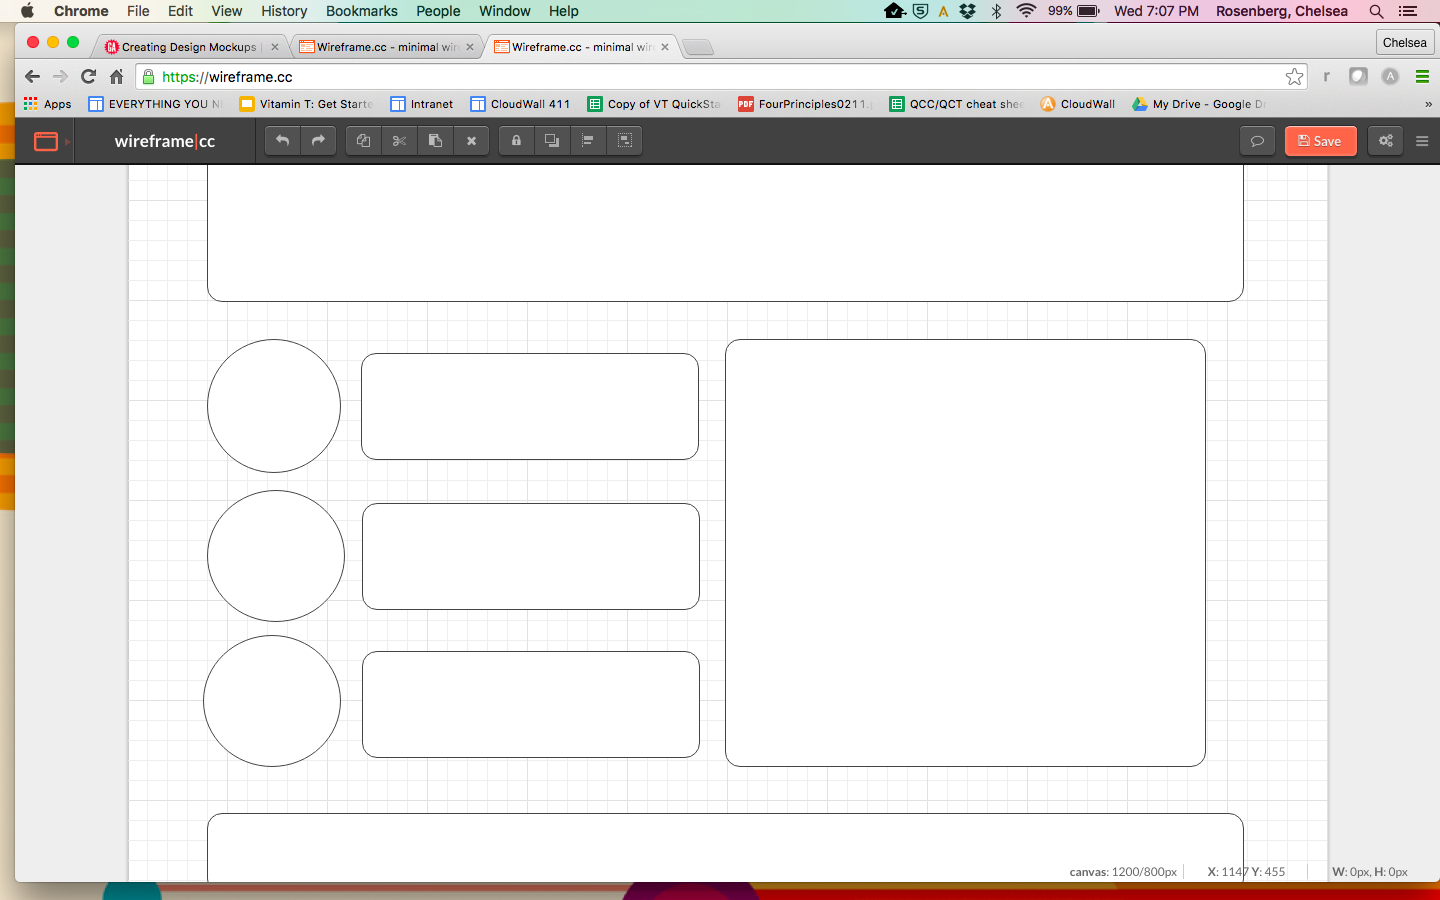 Chrome File Edit View History Bookmarks People Window Help 99% Wed 7:07 PM Rosenberg, Chelsea
Creating Design Mockups Wireframe.cc - minimal wir Wireframe.cc - minimal wir Chelsea
https://wireframe.cc
Apps EVERYTHING YOU N Vitamin T: Get Starte Intranet CloudWall 411 Copy of VT QuickSta FourPrinciples0211. QCC/QCT cheat shee CloudWall My Drive - Google Dr »
wireframe|cc Save
canvas: 1200/800px X: 1147 Y: 455 W: 0px, H: 0px